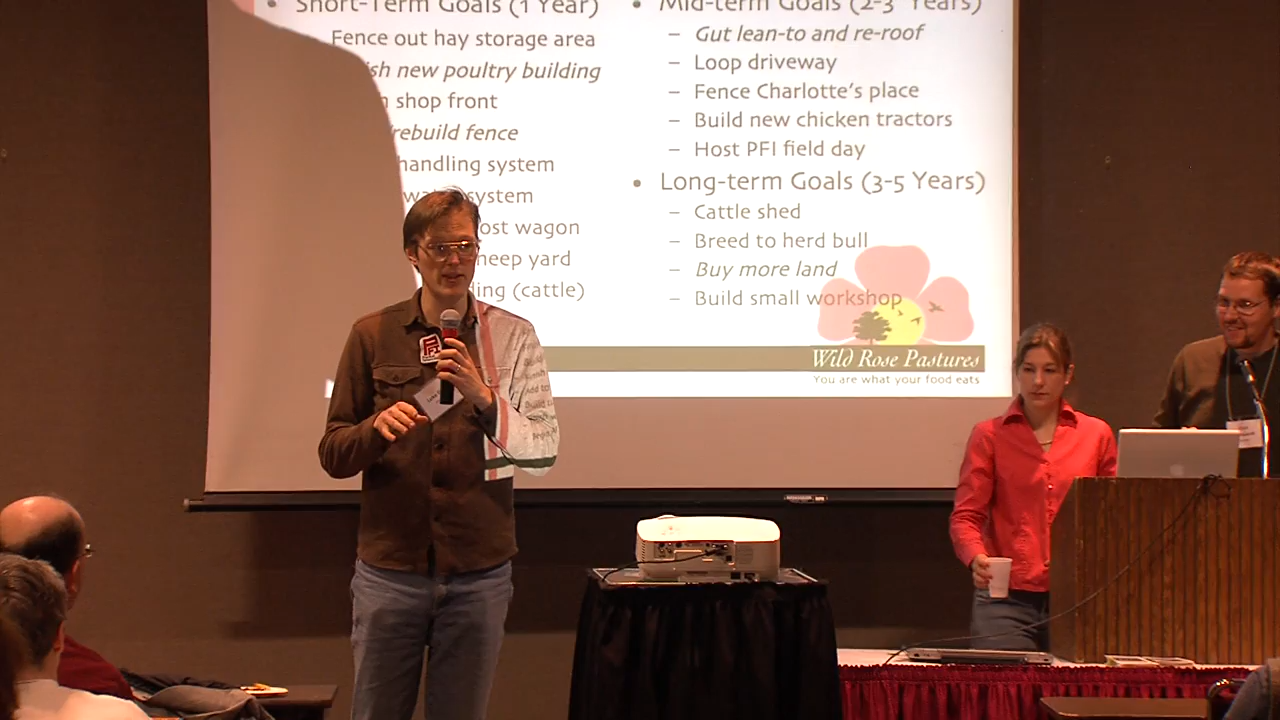 Short-Term Goals (1 Year)
Fence out hay storage area
ish new poultry building
shop front
rebuild fence
handling system
water system
ost wagon
heep yard
ding (cattle)
Mid-term Goals (2-3 Years)
– Gut lean-to and re-roof
– Loop driveway
– Fence Charlotte's place
– Build new chicken tractors
– Host PFI field day
• Long-term Goals (3-5 Years)
– Cattle shed
– Breed to herd bull
– Buy more land
– Build small workshop
Wild Rose Pastures
You are what your food eats